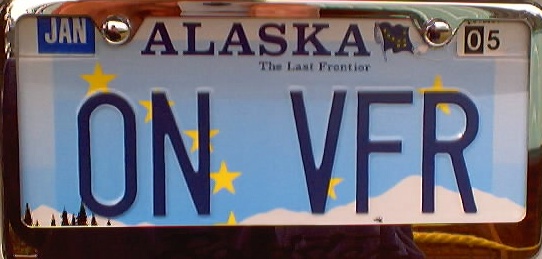 JAN ALASKA 05
The Last Frontier
ON VFR